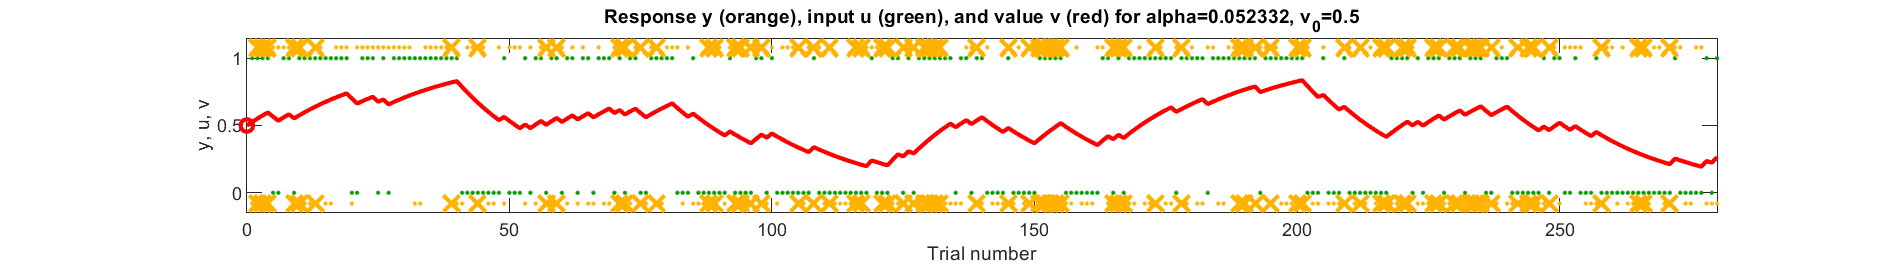 Response y (orange), input u (green), and value v (red) for alpha=0.052332, v0=0.5
y, u, v
1
0.5
0
0 50 100 150 200 250
Trial number